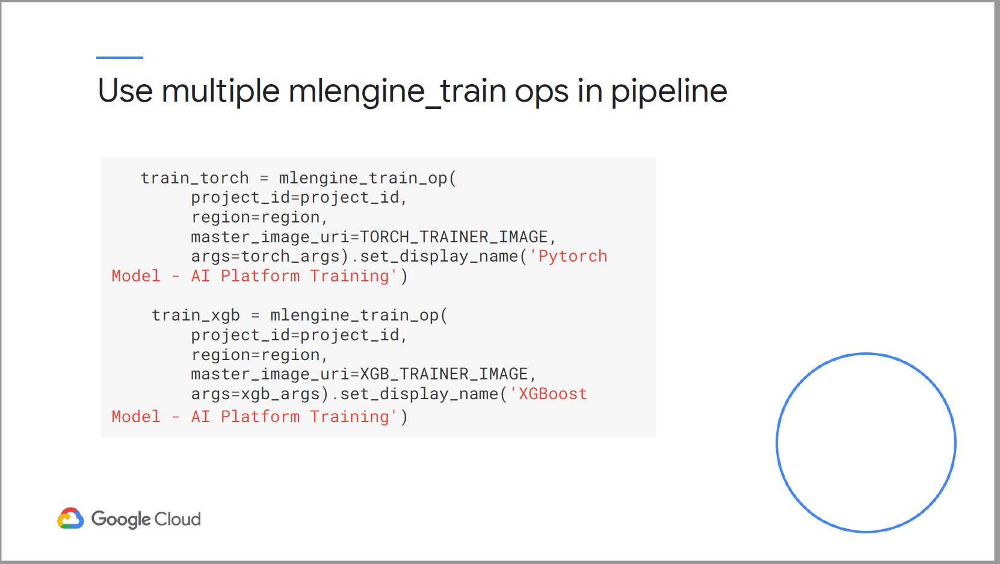 Use multiple mlengine_train ops in pipeline
train_torch = mlengine_train_op(
project_id=project_id,
region=region,
master_image_uri=TORCH_TRAINER_IMAGE,
args=torch_args).set_display_name('Pytorch
Model - AI Platform Training')
train_xgb = mlengine_train_op(
project_id=project_id,
region=region,
master_image_uri=XGB_TRAINER_IMAGE,
args=xgb_args).set_display_name('XGBoost
Model - AI Platform Training')
Google Cloud